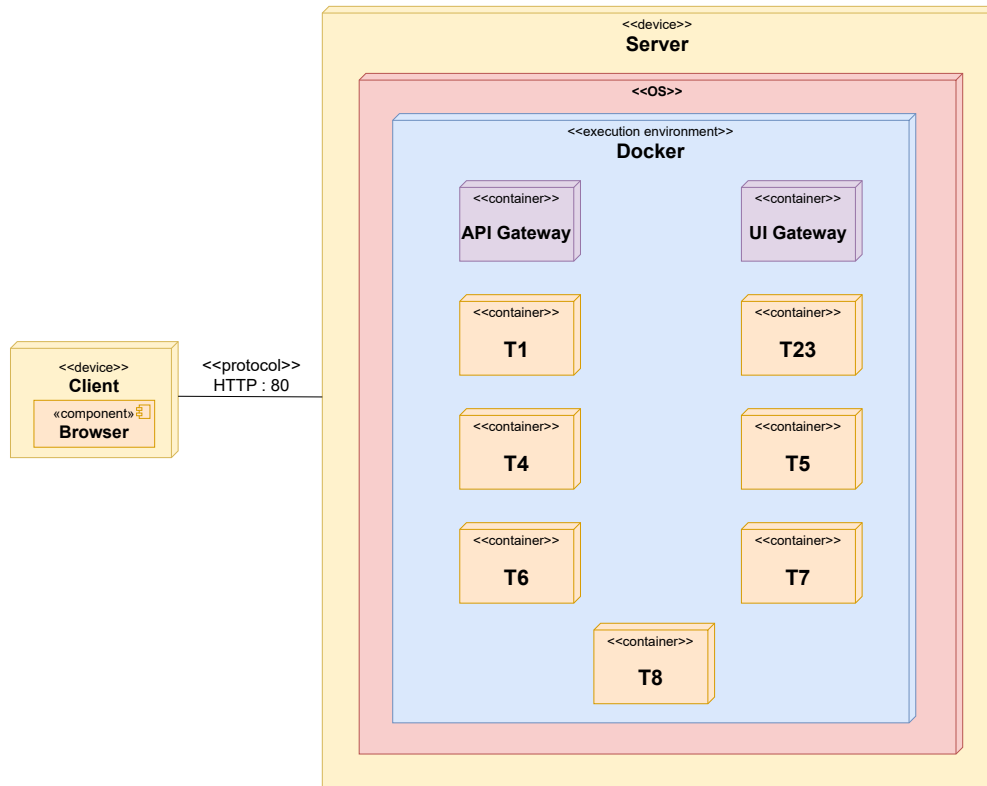 <<device>>
Server
<<OS>>
<<execution environment>>
Docker
<<container>>
API Gateway
<<container>>
UI Gateway
<<container>>
T1
<<container>>
T23
<<device>>
Client
«component»
Browser
<<protocol>>
HTTP : 80
<<container>>
T4
<<container>>
T5
<<container>>
T6
<<container>>
T7
<<container>>
T8